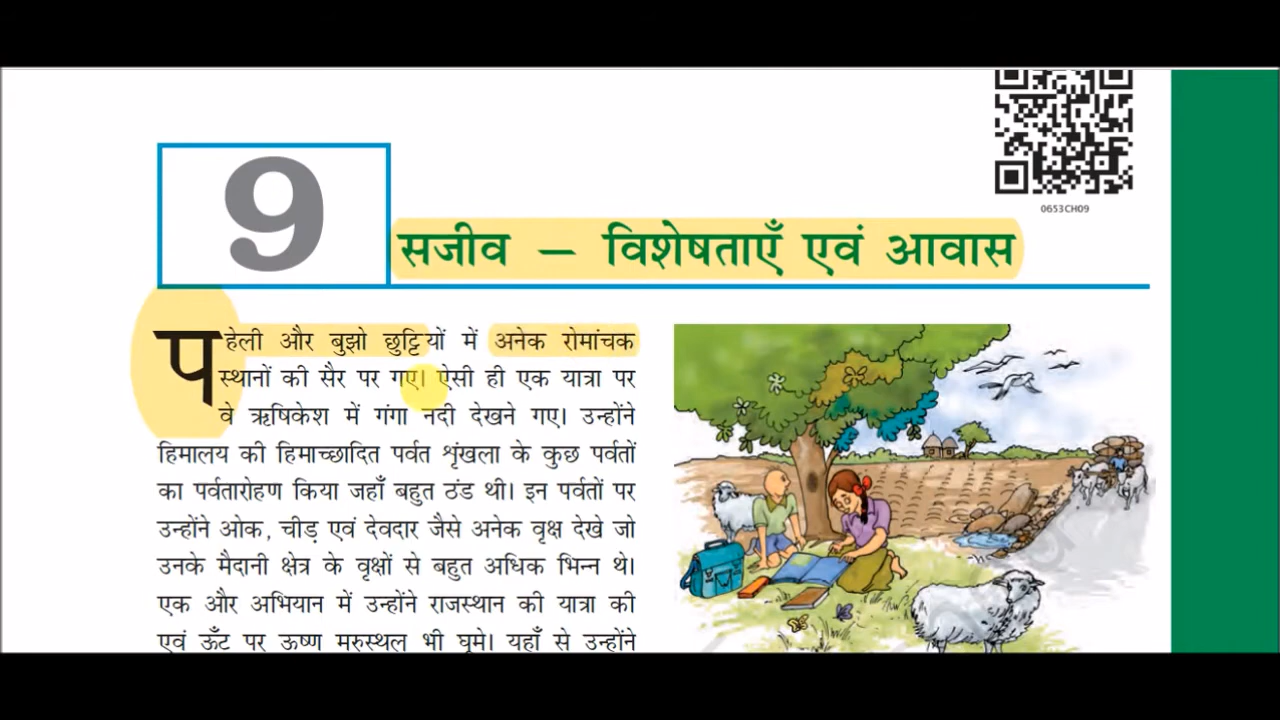 0653CH09
9
सजीव – विशेषताएँ एवं आवास
पहेली और बुझो छुट्टियों में अनेक रोमांचक
स्थानों की सैर पर गए। ऐसी ही एक यात्रा पर
वे ऋषिकेश में गंगा नदी देखने गए। उन्होंने
हिमालय की हिमाच्छादित पर्वत शृंखला के कुछ पर्वतों
का पर्वतारोहण किया जहाँ बहुत ठंड थी। इन पर्वतों पर
उन्होंने ओक, चीड़ एवं देवदार जैसे अनेक वृक्ष देखे जो
उनके मैदानी क्षेत्र के वृक्षों से बहुत अधिक भिन्न थे।
एक और अभियान में उन्होंने राजस्थान की यात्रा की
एवं ऊँट पर ऊष्ण मरुस्थल भी घूमे। यहाँ से उन्होंने